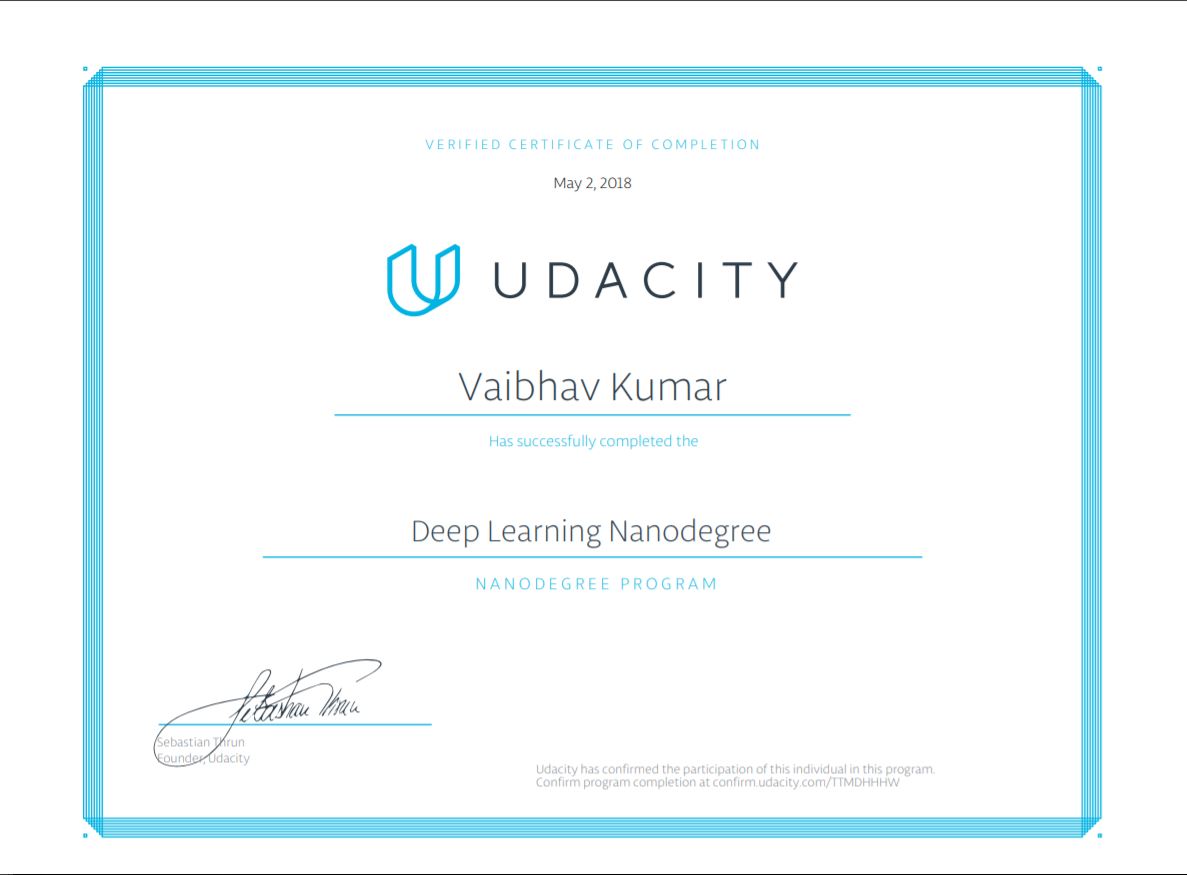 VERIFIED CERTIFICATE OF COMPLETION
May 2, 2018
UDACITY
Vaibhav Kumar
Has successfully completed the
Deep Learning Nanodegree
NANODEGREE PROGRAM
Sebastian Thrun
Sebastian Thrun
Founder, Udacity
Udacity has confirmed the participation of this individual in this program.
Confirm program completion at confirm.udacity.com/TTMDHHHW